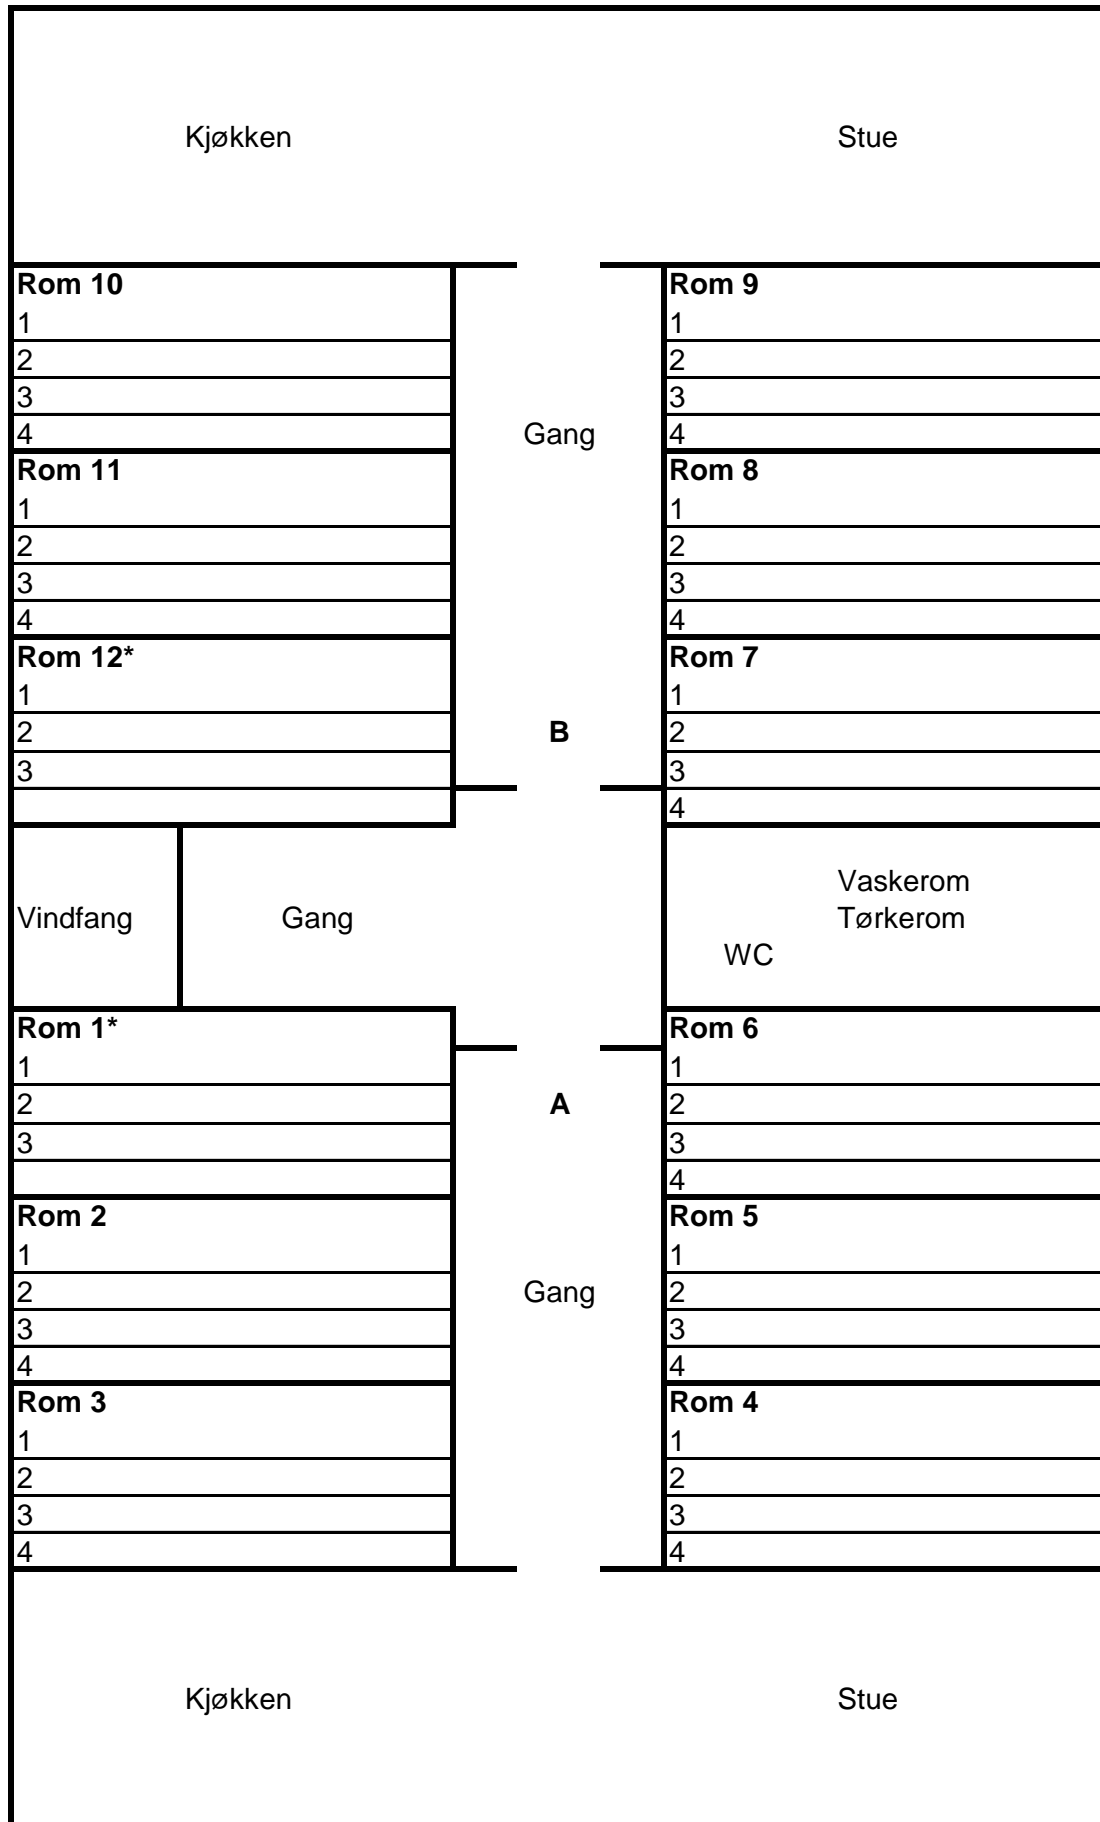 Kjøkken Stue
Rom 10 Rom 9
1 1
2 2
3 3
4 Gang 4
Rom 11 Rom 8
1 1
2 2
3 3
4 4
Rom 12* Rom 7
1 1
2 B 2
3 3
4
Vaskerom
Vindfang Gang Tørkerom
WC
Rom 1* Rom 6
1 1
2 A 2
3 3
4
Rom 2 Rom 5
1 1
2 Gang 2
3 3
4 4
Rom 3 Rom 4
1 1
2 2
3 3
4 4
Kjøkken Stue